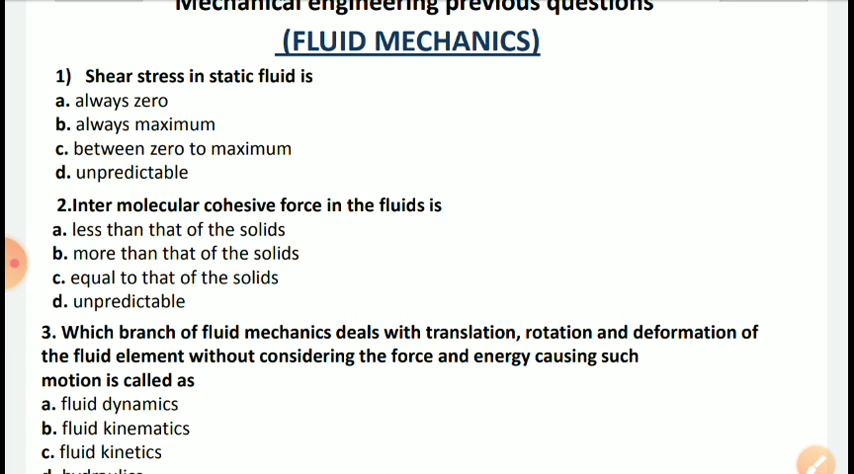 Mechanical engineering previous questions
(FLUID MECHANICS)
1) Shear stress in static fluid is
a. always zero
b. always maximum
c. between zero to maximum
d. unpredictable
2.Inter molecular cohesive force in the fluids is
a. less than that of the solids
b. more than that of the solids
c. equal to that of the solids
d. unpredictable
3. Which branch of fluid mechanics deals with translation, rotation and deformation of
the fluid element without considering the force and energy causing such
motion is called as
a. fluid dynamics
b. fluid kinematics
c. fluid kinetics